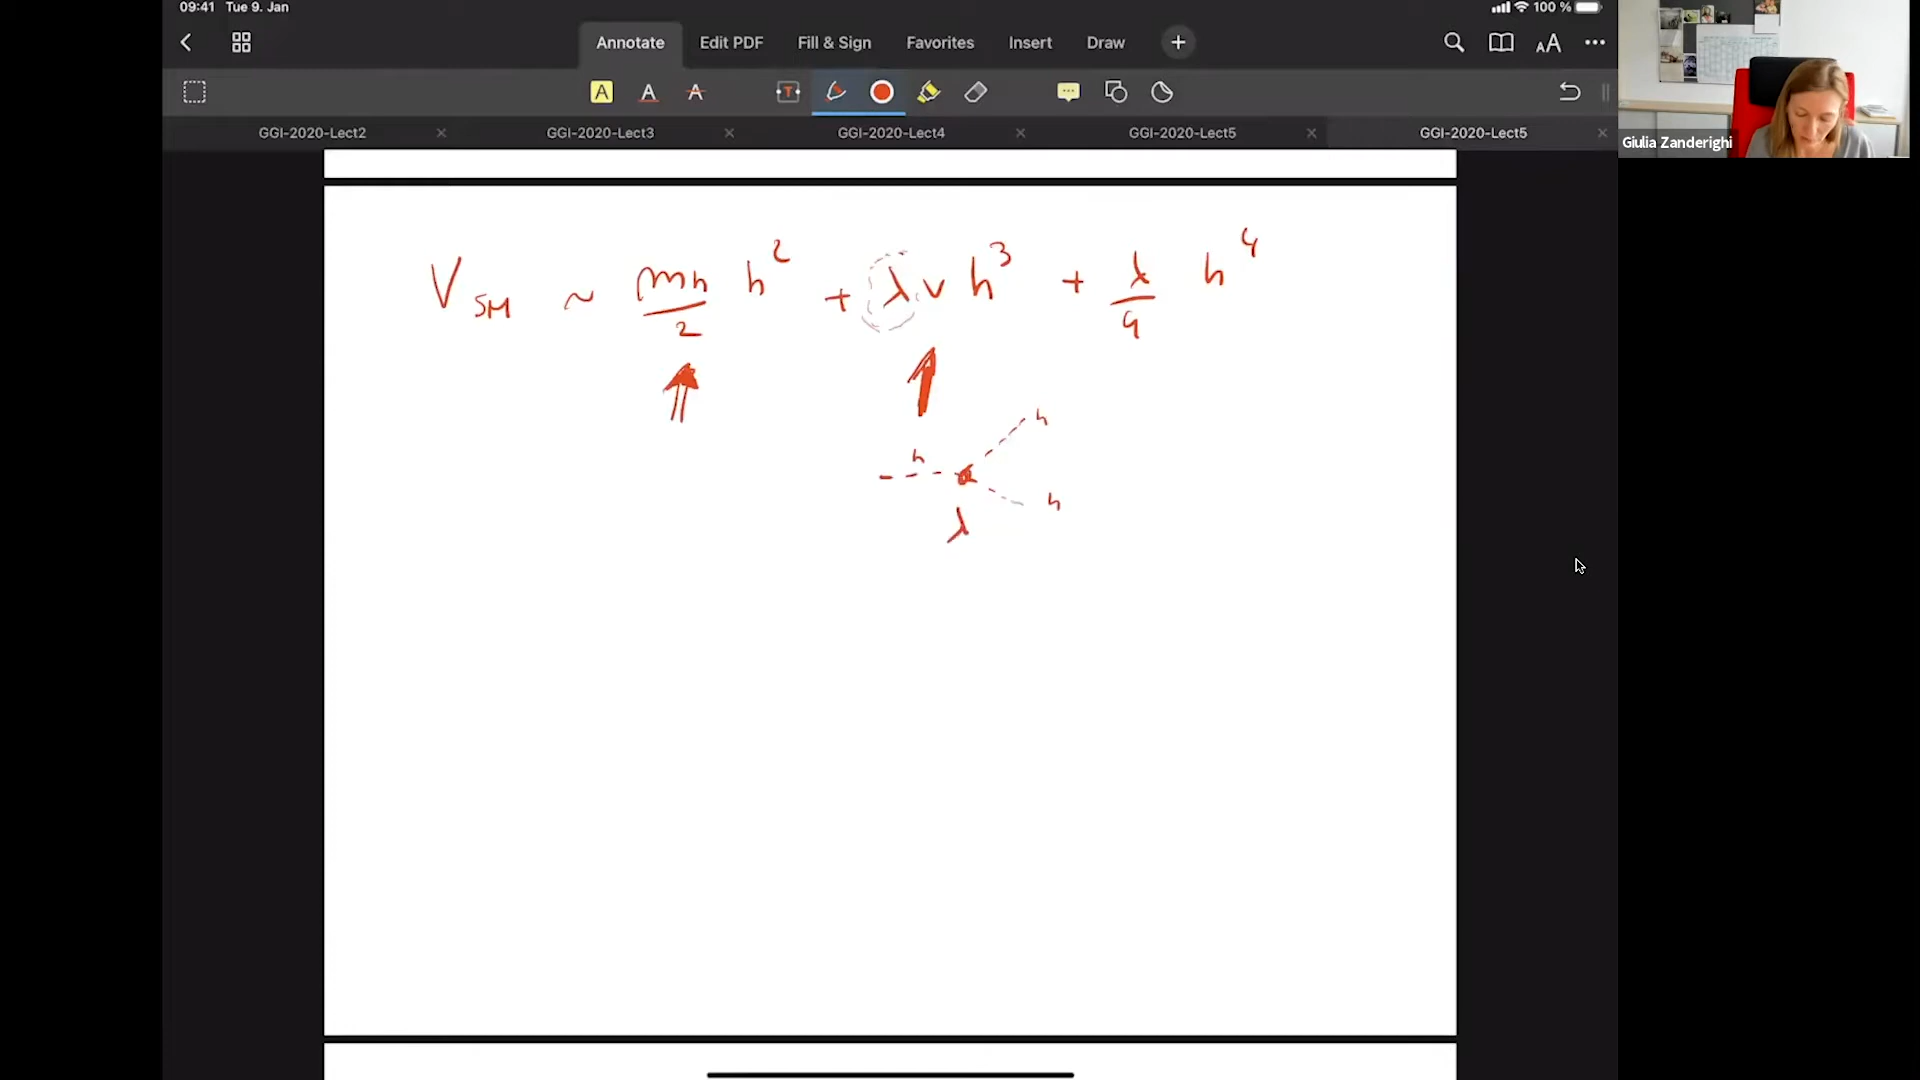 09:41 Tue 9. Jan
100 %
Annotate Edit PDF Fill & Sign Favorites Insert Draw
GGI-2020-Lect2 GGI-2020-Lect3 GGI-2020-Lect4 GGI-2020-Lect5 GGI-2020-Lect5
Giulia Zanderighi
V_SM ~ mh/2 h^2 + λ v h^3 + λ/4 h^4
h
h
h
λ